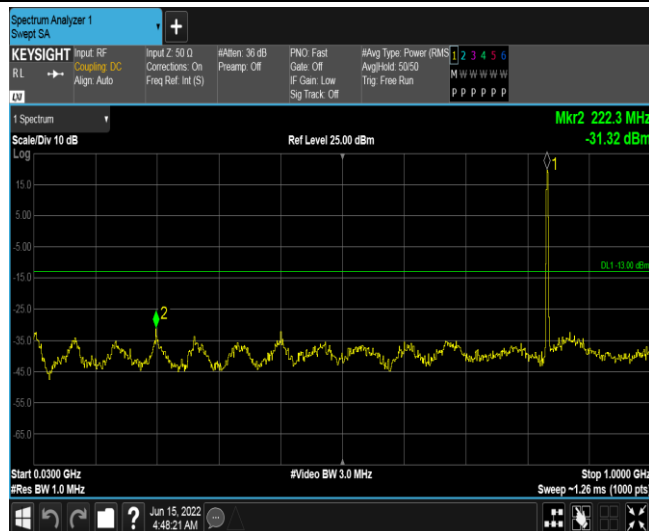 Spectrum Analyzer 1
Swept SA
+
KEYSIGHT
RL
LXI
Input: RF
Coupling: DC
Align: Auto
Input Z: 50 Ω
Corrections: On
Freq Ref: Int (S)
#Atten: 36 dB
Preamp: Off
PNO: Fast
Gate: Off
IF Gain: Low
Sig Track: Off
#Avg Type: Power (RMS
Avg|Hold: 50/50
Trig: Free Run
1 2 3 4 5 6
M W W W W W
P P P P P P
1 Spectrum
Scale/Div 10 dB
Ref Level 25.00 dBm
Mkr2 222.3 MHz
-31.32 dBm
Log
1
15.0
5.00
-5.00
DL1 -13.00 dBm
-15.0
-25.0
2
-35.0
-45.0
-55.0
-65.0
Start 0.0300 GHz
#Video BW 3.0 MHz
Stop 1.0000 GHz
#Res BW 1.0 MHz
Sweep ~1.26 ms (1000 pts)
?
Jun 15, 2022
4:48:21 AM